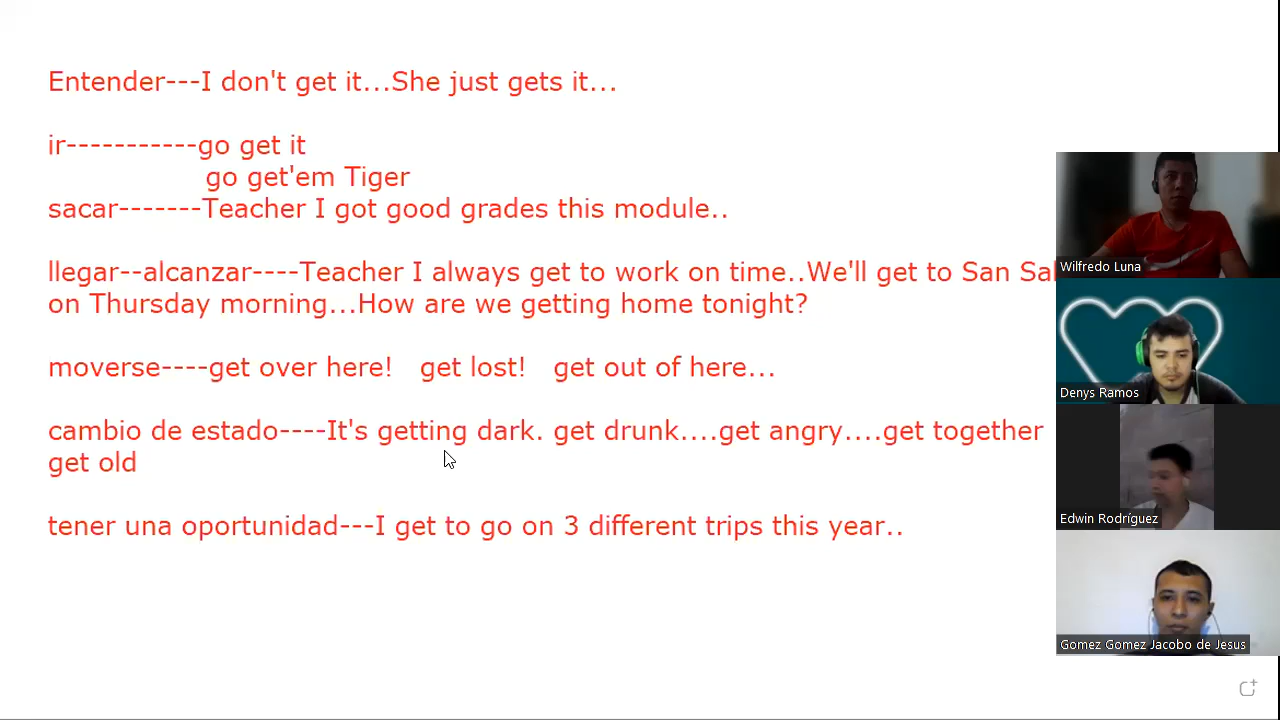 Entender---I don't get it...She just gets it...
ir-----------go get it
go get'em Tiger
sacar-------Teacher I got good grades this module..
llegar--alcanzar----Teacher I always get to work on time..We'll get to San Sal
on Thursday morning...How are we getting home tonight?
moverse----get over here! get lost! get out of here...
cambio de estado----It's getting dark. get drunk....get angry....get together
get old
tener una oportunidad---I get to go on 3 different trips this year..
Wilfredo Luna
Denys Ramos
Edwin Rodríguez
Gomez Gomez Jacobo de Jesus